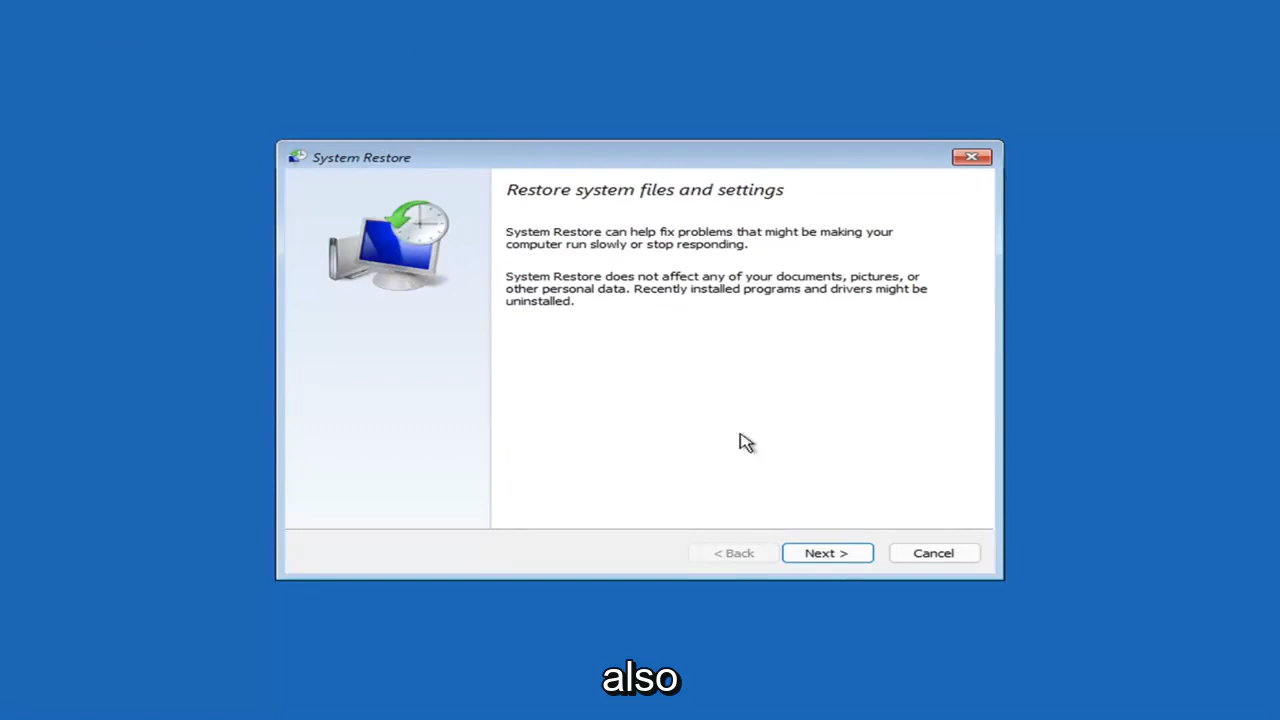 System Restore
Restore system files and settings
System Restore can help fix problems that might be making your
computer run slowly or stop responding.
System Restore does not affect any of your documents, pictures, or
other personal data. Recently installed programs and drivers might be
uninstalled.
< Back
Next >
Cancel
also